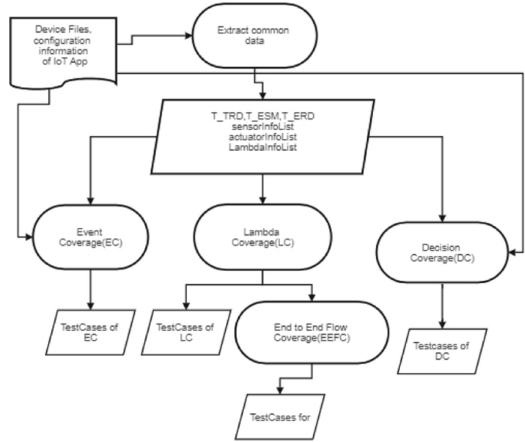 Device Files,
configuration
information
of IoT App
Extract common
data
T_TRD,T_ESM,T_ERD
sensorInfoList
actuatorInfoList
LambdaInfoList
Event
Coverage(EC)
Lambda
Coverage(LC)
Decision
Coverage(DC)
TestCases of
EC
TestCases of
LC
End to End Flow
Coverage(EEFC)
Testcases of
DC
TestCases for